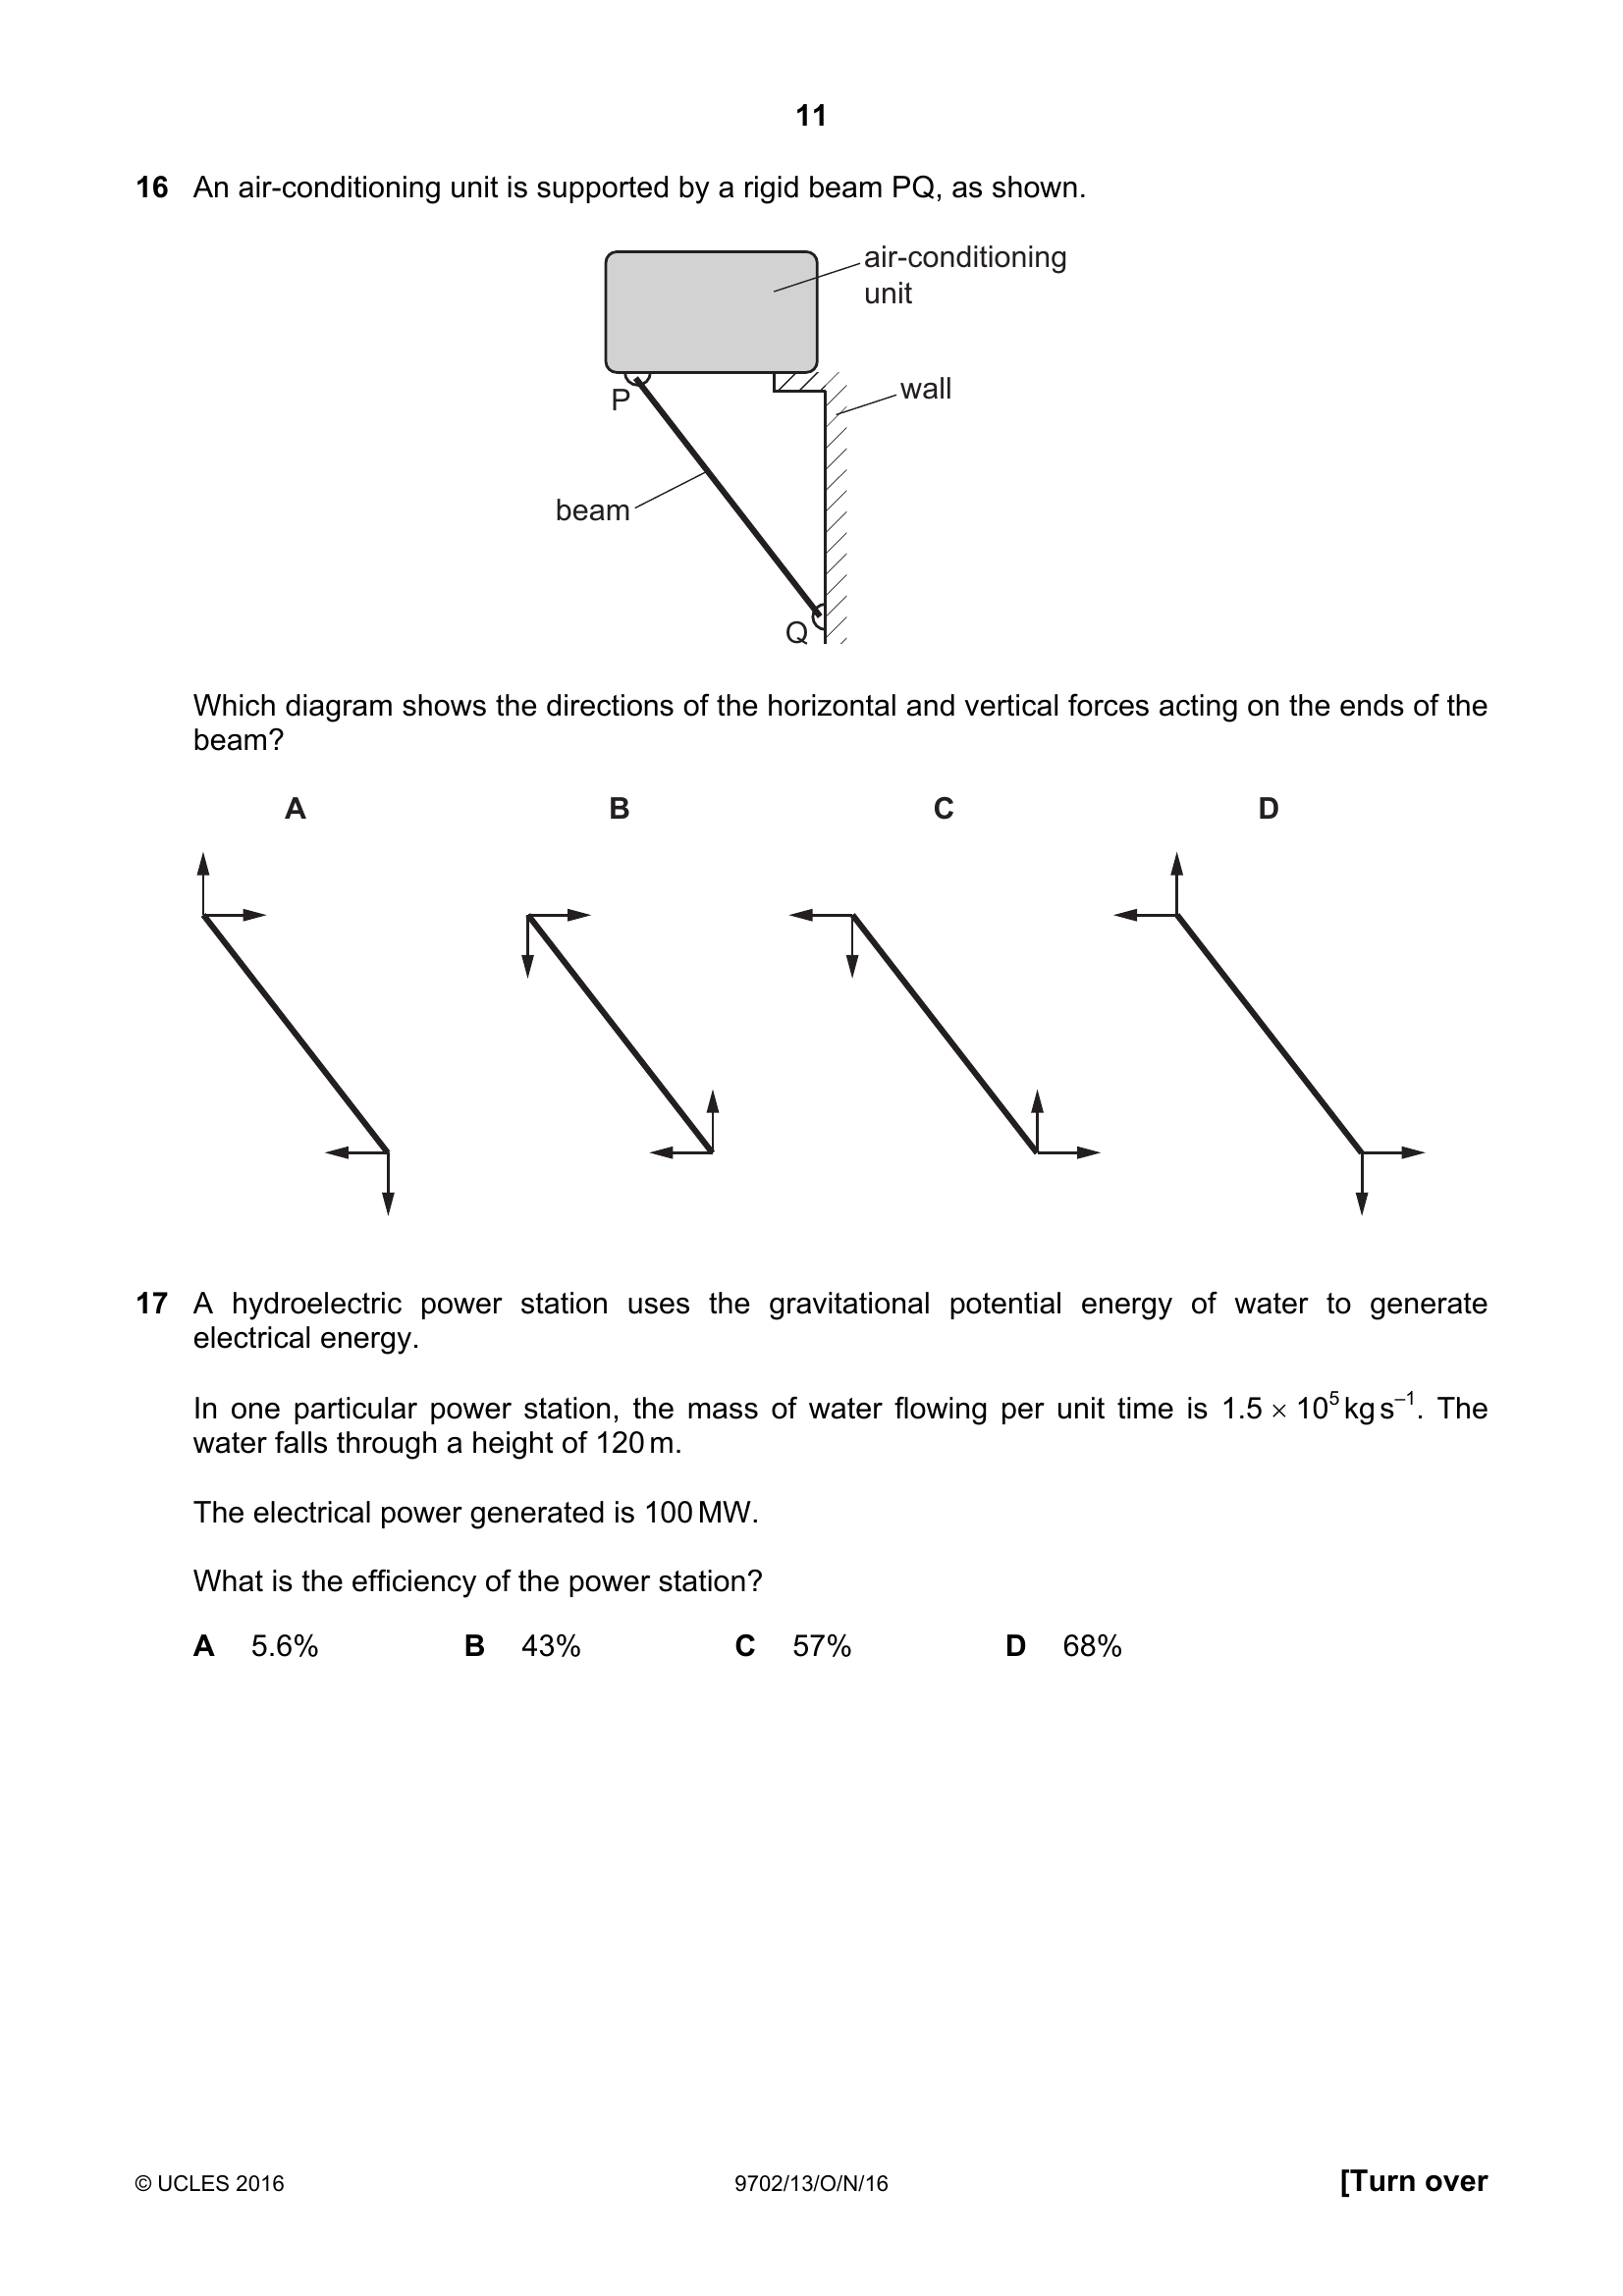 11
16 An air-conditioning unit is supported by a rigid beam PQ, as shown.
air-conditioning
unit
P
wall
beam
Q
Which diagram shows the directions of the horizontal and vertical forces acting on the ends of the
beam?
A B C D
17 A hydroelectric power station uses the gravitational potential energy of water to generate
electrical energy.
In one particular power station, the mass of water flowing per unit time is 1.5 × 10⁵ kg s⁻¹. The
water falls through a height of 120 m.
The electrical power generated is 100 MW.
What is the efficiency of the power station?
A 5.6% B 43% C 57% D 68%
© UCLES 2016 9702/13/O/N/16 [Turn over